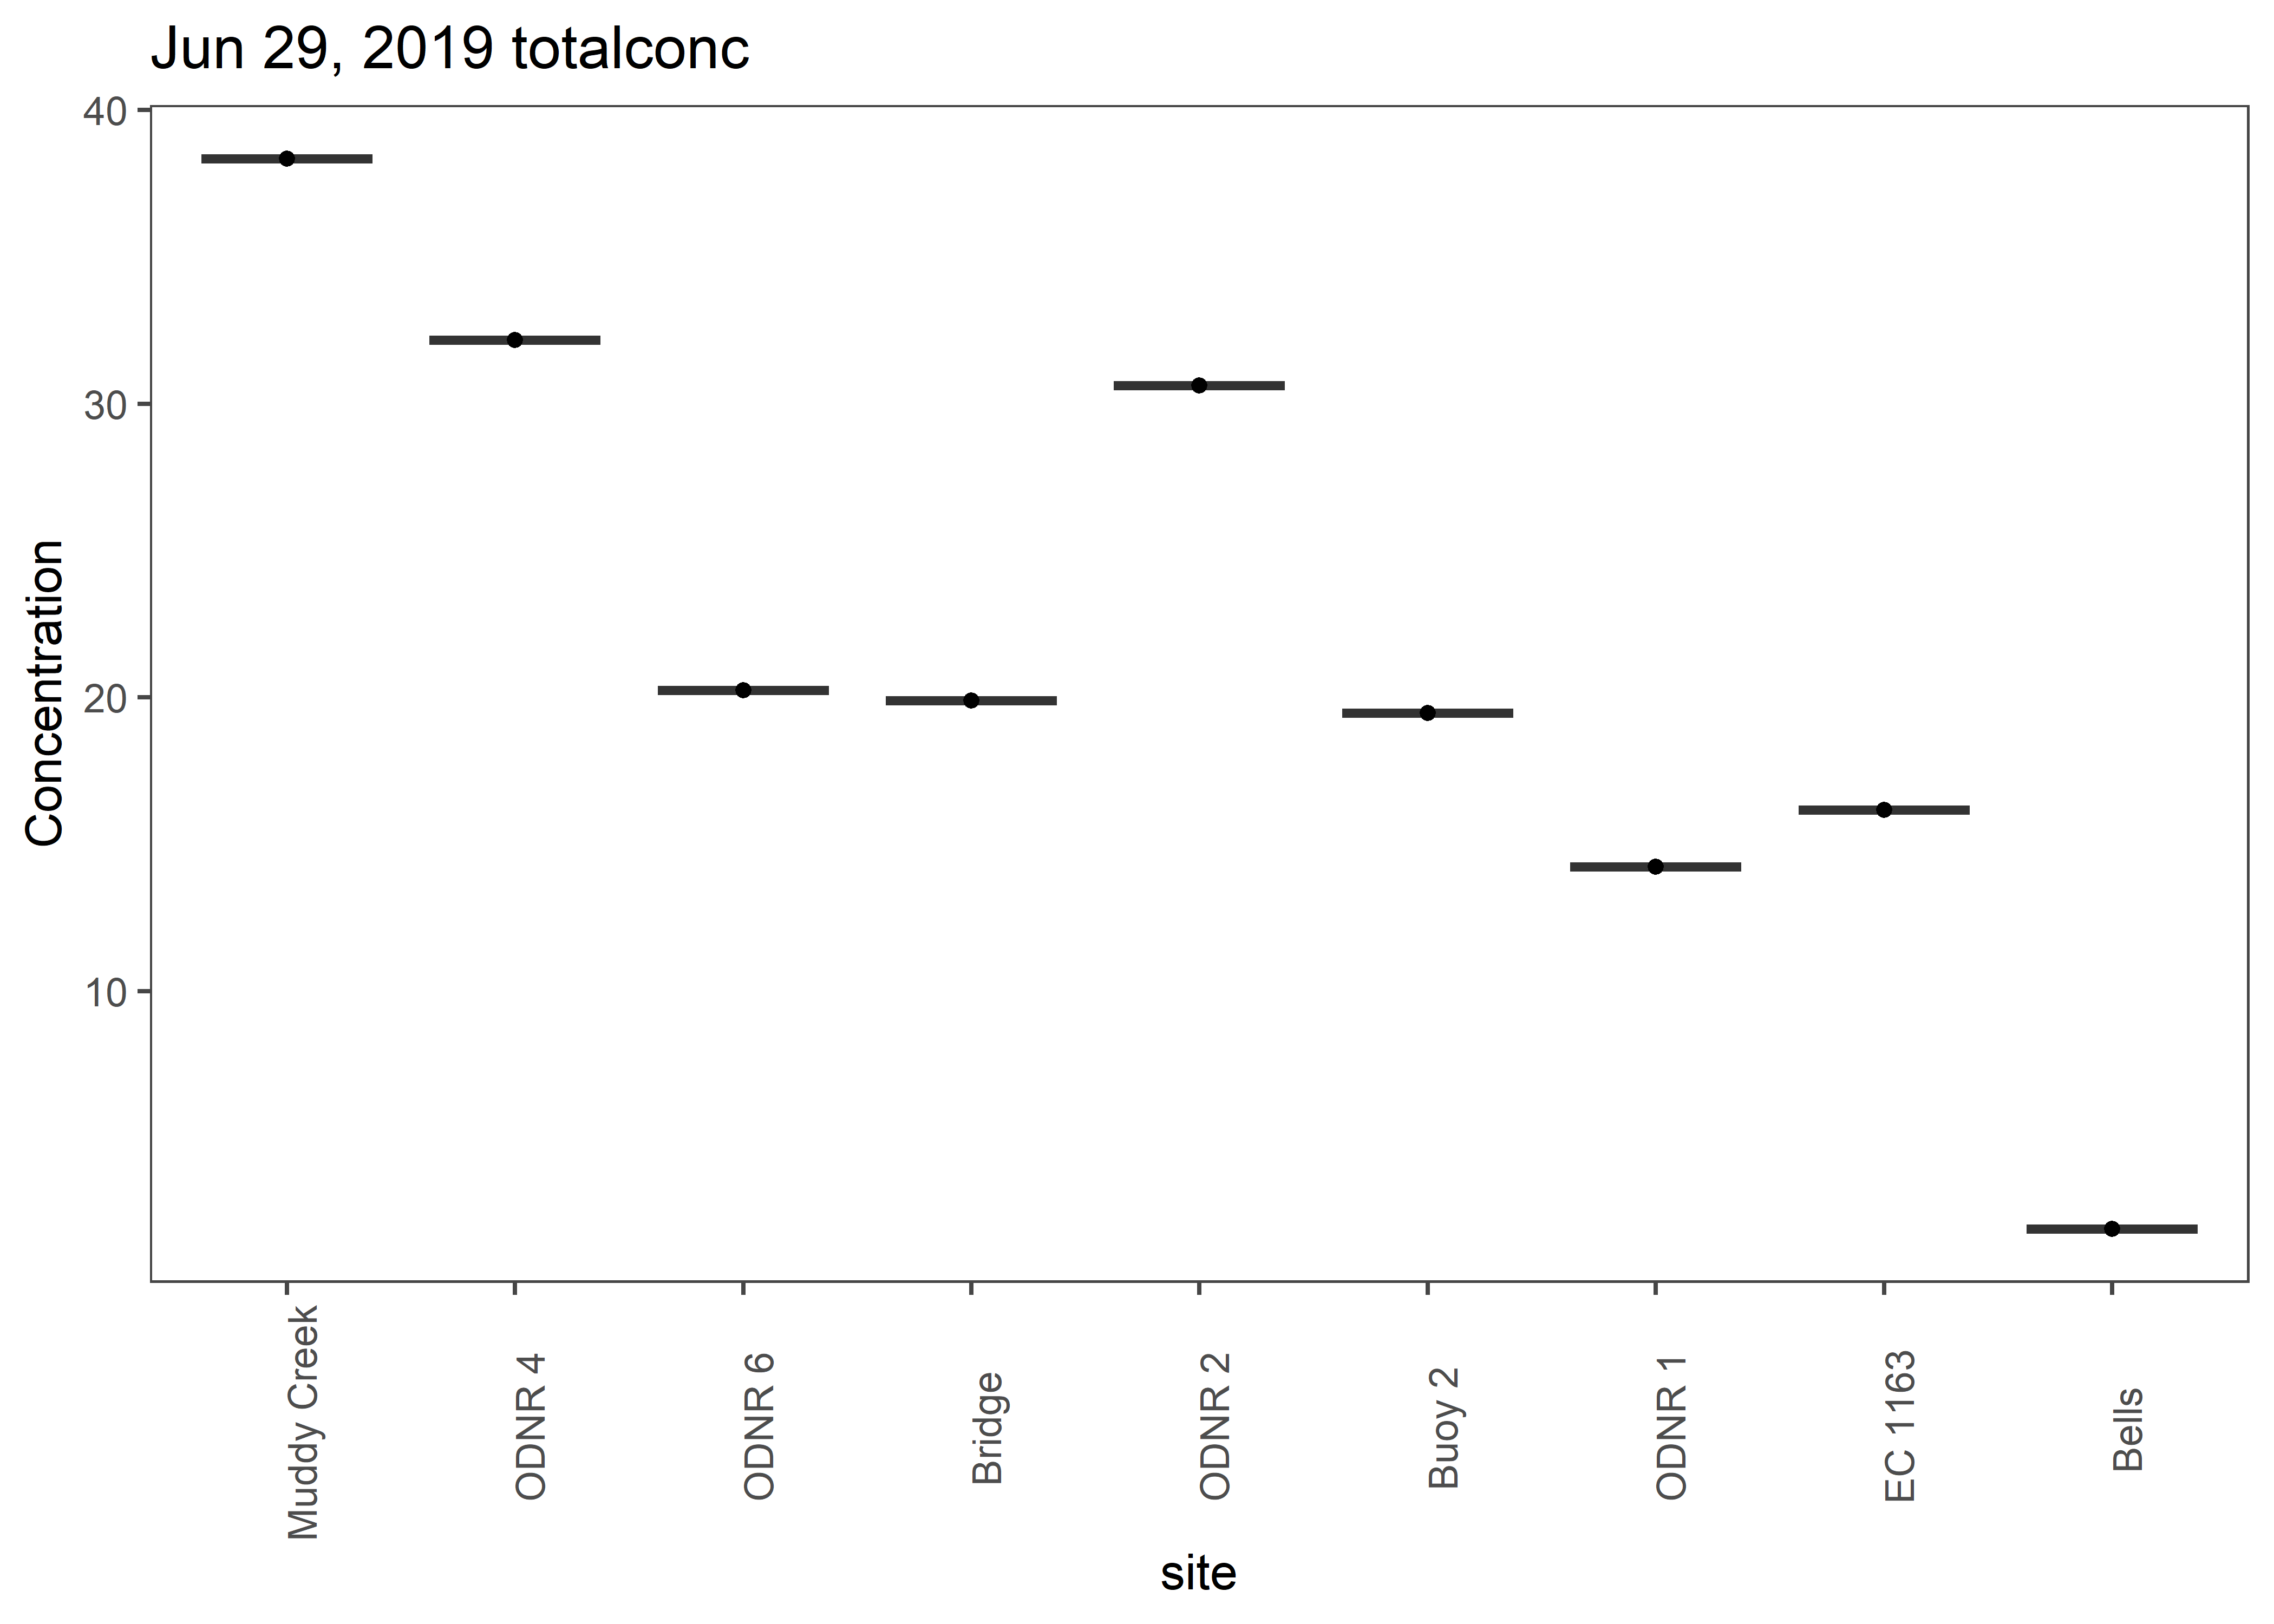 Jun 29, 2019 totalconc
Concentration
40
30
20
10
Muddy Creek
ODNR 4
ODNR 6
Bridge
ODNR 2
Buoy 2
ODNR 1
EC 1163
Bells
site